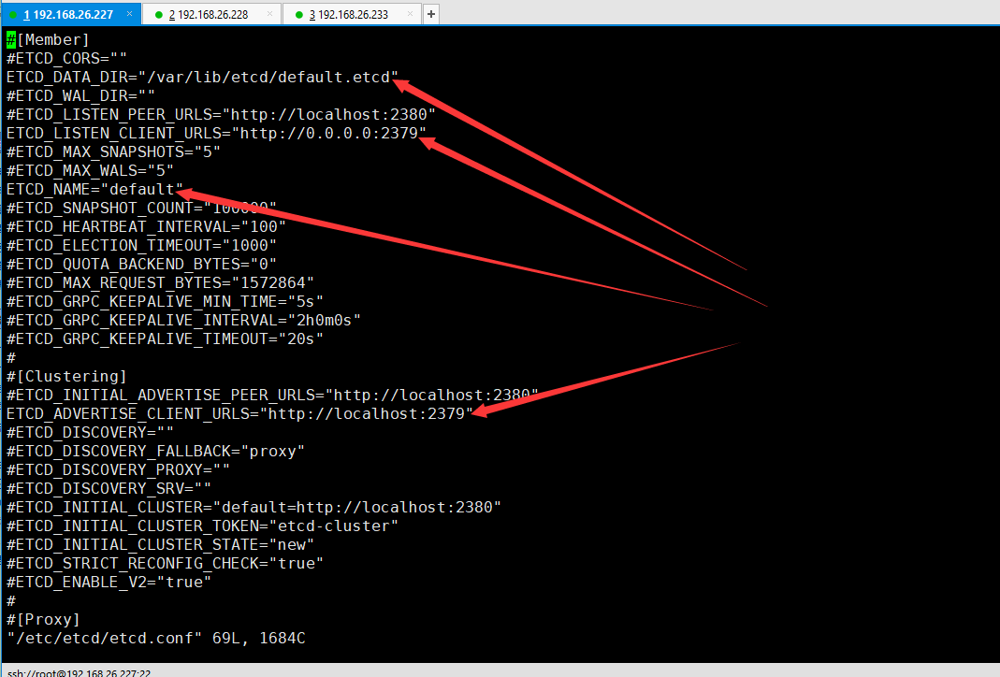 1 192.168.26.227 × 2 192.168.26.228 × 3 192.168.26.233 × +
#[Member]
#ETCD_CORS=""
ETCD_DATA_DIR="/var/lib/etcd/default.etcd"
#ETCD_WAL_DIR=""
#ETCD_LISTEN_PEER_URLS="http://localhost:2380"
ETCD_LISTEN_CLIENT_URLS="http://0.0.0.0:2379"
#ETCD_MAX_SNAPSHOTS="5"
#ETCD_MAX_WALS="5"
ETCD_NAME="default"
#ETCD_SNAPSHOT_COUNT="100000"
#ETCD_HEARTBEAT_INTERVAL="100"
#ETCD_ELECTION_TIMEOUT="1000"
#ETCD_QUOTA_BACKEND_BYTES="0"
#ETCD_MAX_REQUEST_BYTES="1572864"
#ETCD_GRPC_KEEPALIVE_MIN_TIME="5s"
#ETCD_GRPC_KEEPALIVE_INTERVAL="2h0m0s"
#ETCD_GRPC_KEEPALIVE_TIMEOUT="20s"
#
#[Clustering]
#ETCD_INITIAL_ADVERTISE_PEER_URLS="http://localhost:2380"
ETCD_ADVERTISE_CLIENT_URLS="http://localhost:2379"
#ETCD_DISCOVERY=""
#ETCD_DISCOVERY_FALLBACK="proxy"
#ETCD_DISCOVERY_PROXY=""
#ETCD_DISCOVERY_SRV=""
#ETCD_INITIAL_CLUSTER="default=http://localhost:2380"
#ETCD_INITIAL_CLUSTER_TOKEN="etcd-cluster"
#ETCD_INITIAL_CLUSTER_STATE="new"
#ETCD_STRICT_RECONFIG_CHECK="true"
#ETCD_ENABLE_V2="true"
#
#[Proxy]
"/etc/etcd/etcd.conf" 69L, 1684C
ssh://root@192.168.26.227:22